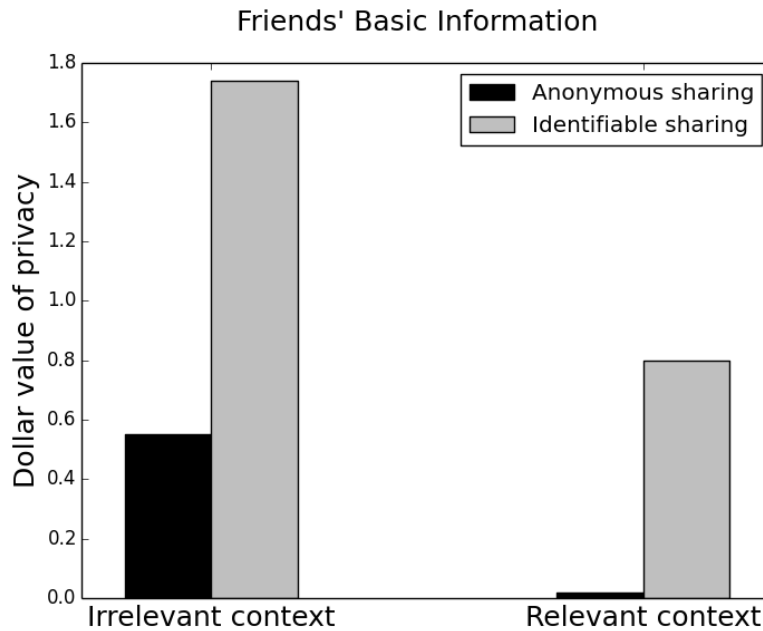 Friends' Basic Information
1.8
1.6
1.4
1.2
1.0
0.8
0.6
0.4
0.2
0.0
Dollar value of privacy
Anonymous sharing
Identifiable sharing
Irrelevant context
Relevant context